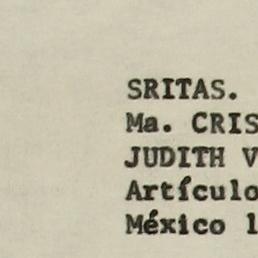 SRITAS.
Ma. CRIS
JUDITH V
Artículo
México 1